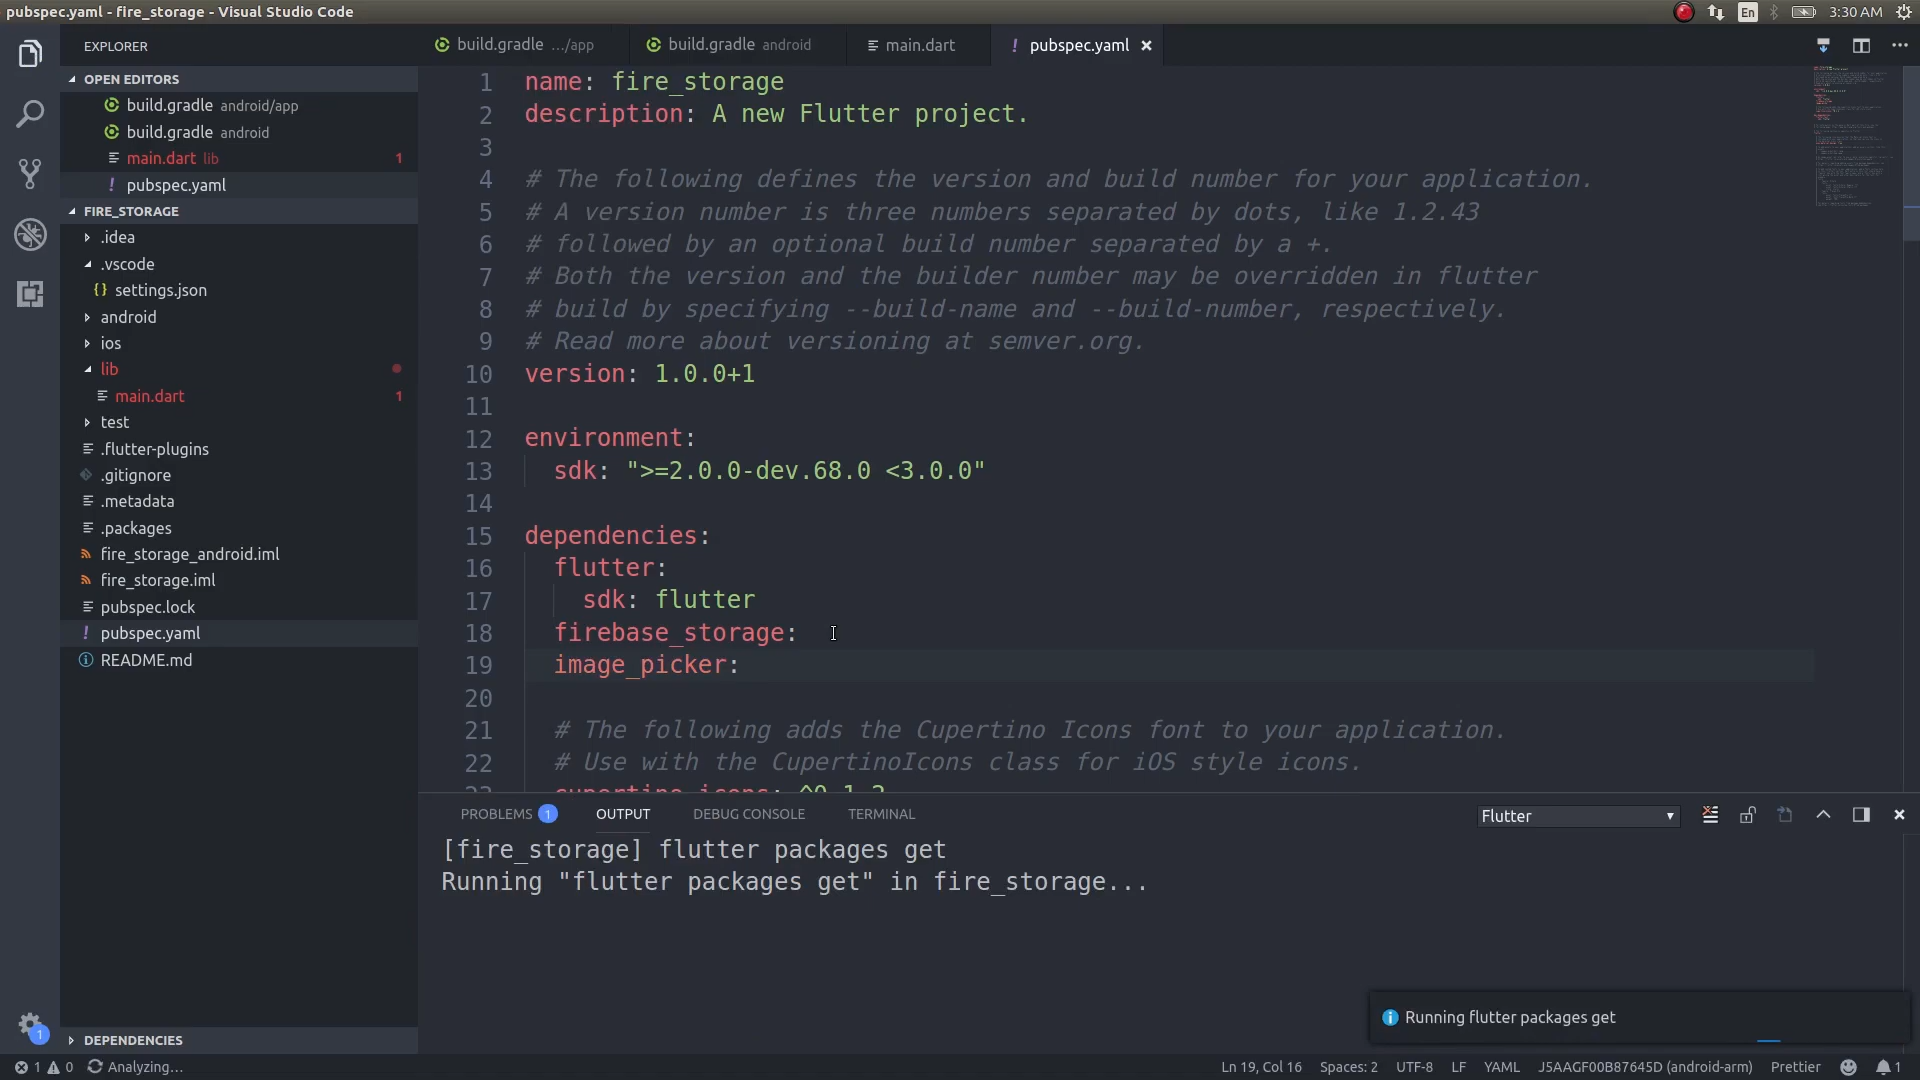 pubspec.yaml - fire_storage - Visual Studio Code
En
3:30 AM
EXPLORER
build.gradle .../app
build.gradle android
main.dart
! pubspec.yaml ×
OPEN EDITORS
build.gradle android/app
build.gradle android
main.dart lib 1
! pubspec.yaml
FIRE_STORAGE
.idea
.vscode
{} settings.json
android
ios
lib
main.dart 1
test
.flutter-plugins
.gitignore
.metadata
.packages
fire_storage_android.iml
fire_storage.iml
pubspec.lock
! pubspec.yaml
README.md
DEPENDENCIES
1
1 name: fire_storage
2 description: A new Flutter project.
3
4 # The following defines the version and build number for your application.
5 # A version number is three numbers separated by dots, like 1.2.43
6 # followed by an optional build number separated by a +.
7 # Both the version and the builder number may be overridden in flutter
8 # build by specifying --build-name and --build-number, respectively.
9 # Read more about versioning at semver.org.
10 version: 1.0.0+1
11
12 environment:
13 sdk: ">=2.0.0-dev.68.0 <3.0.0"
14
15 dependencies:
16 flutter:
17 sdk: flutter
18 firebase_storage:
19 image_picker:
20
21 # The following adds the Cupertino Icons font to your application.
22 # Use with the CupertinoIcons class for iOS style icons.
23 cupertino_icons: ^0.1.2
PROBLEMS 1 OUTPUT DEBUG CONSOLE TERMINAL
Flutter
[fire_storage] flutter packages get
Running "flutter packages get" in fire_storage...
Running flutter packages get
1 0 Analyzing...
Ln 19, Col 16 Spaces: 2 UTF-8 LF YAML J5AAGF00B87645D (android-arm) Prettier 1